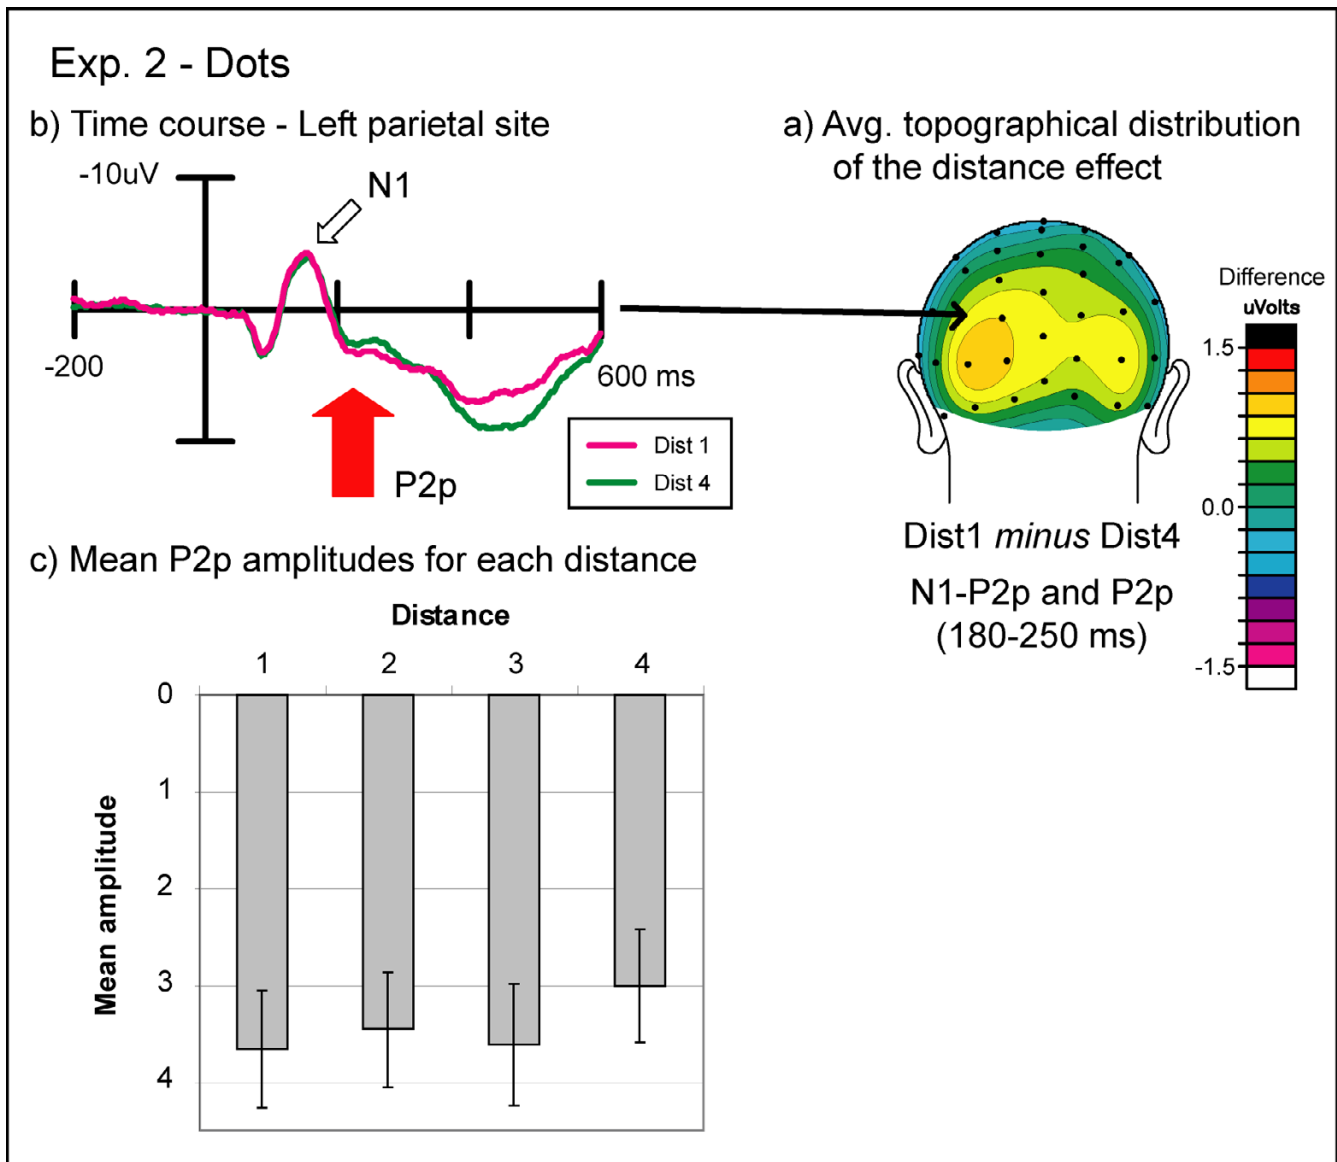 Exp. 2 - Dots
b) Time course - Left parietal site
-10uV
N1
-200
600 ms
P2p
Dist 1
Dist 4
a) Avg. topographical distribution
of the distance effect
Difference
uVolts
1.5
0.0
-1.5
Dist1 minus Dist4
N1-P2p and P2p
(180-250 ms)
c) Mean P2p amplitudes for each distance
Distance
1 2 3 4
Mean amplitude
0
1
2
3
4